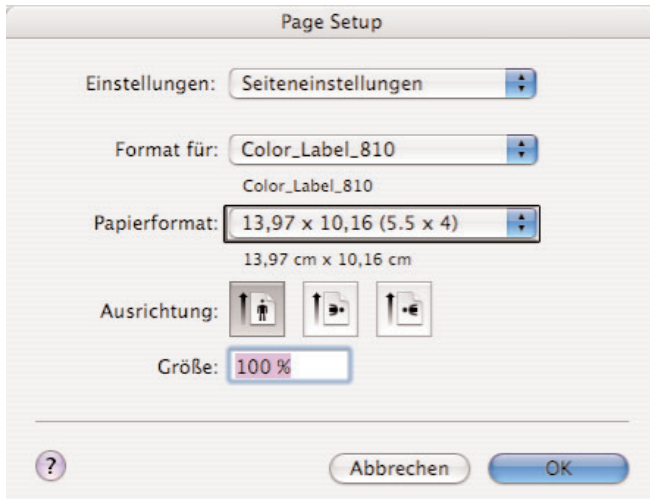 Page Setup
Einstellungen: Seiteneinstellungen
Format für: Color_Label_810
Color_Label_810
Papierformat: 13,97 x 10,16 (5.5 x 4)
13,97 cm x 10,16 cm
Ausrichtung:
Größe: 100 %
? Abbrechen OK